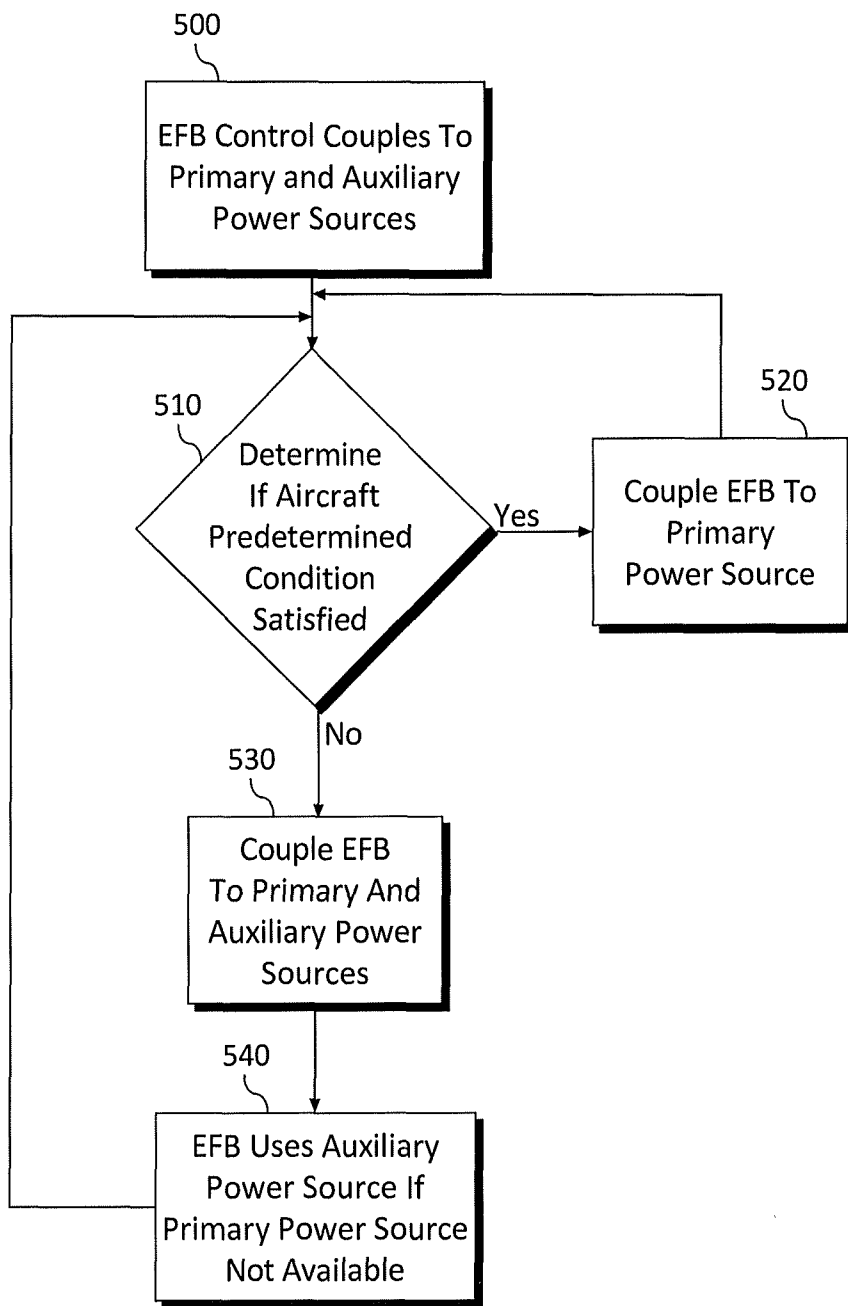 500
EFB Control Couples To
Primary and Auxiliary
Power Sources
510
Determine
If Aircraft
Predetermined
Condition
Satisfied
Yes
520
Couple EFB To
Primary
Power Source
No
530
Couple EFB
To Primary And
Auxiliary Power
Sources
540
EFB Uses Auxiliary
Power Source If
Primary Power Source
Not Available